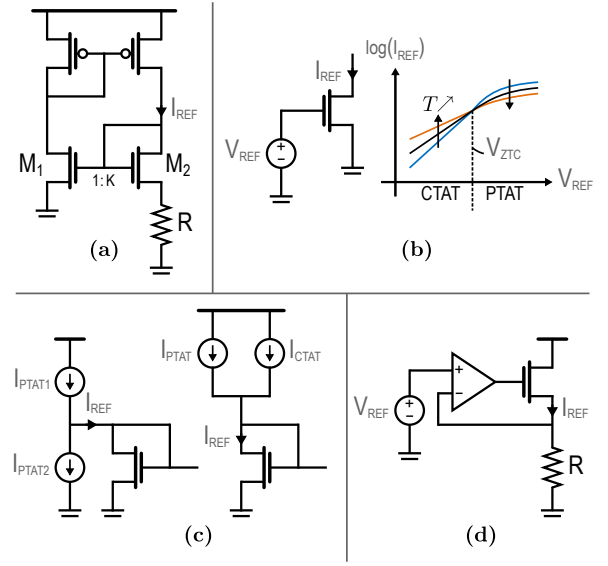 I_REF
M_1
M_2
1:K
R
(a)
log(I_REF)
I_REF
T↗
V_REF
+
−
V_ZTC
V_REF
CTAT PTAT
(b)
I_PTAT1
I_REF
I_PTAT2
I_PTAT
I_CTAT
I_REF
(c)
V_REF
+
−
+
−
I_REF
R
(d)